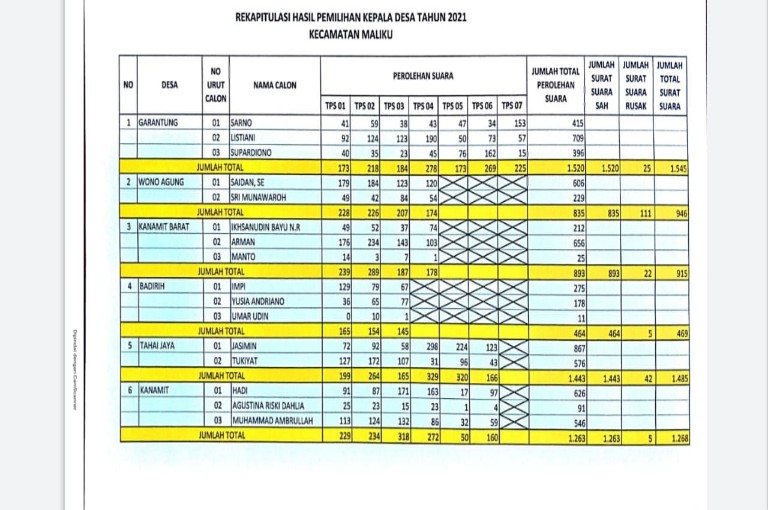 REKAPITULASI HASIL PEMILIHAN KEPALA DESA TAHUN 2021
KECAMATAN MALIKU
NO DESA NO URUT CALON NAMA CALON PEROLEHAN SUARA JUMLAH TOTAL PEROLEHAN SUARA JUMLAH SURAT SUARA SAH JUMLAH SURAT SUARA RUSAK JUMLAH TOTAL SURAT SUARA
TPS 01 TPS 02 TPS 03 TPS 04 TPS 05 TPS 06 TPS 07
1 GARANTUNG 01 SARNO 41 59 38 43 47 34 153 415
02 LISTIANI 92 124 123 190 50 73 57 709
03 SUPARDIONO 40 35 23 45 76 162 15 396
JUMLAH TOTAL 173 218 184 278 173 269 225 1.520 1.520 25 1.545
2 WONO AGUNG 01 SAIDAN, SE 179 184 123 120 606
02 SRI MUNAWAROH 49 42 84 54 229
JUMLAH TOTAL 228 226 207 174 835 835 111 946
3 KANAMIT BARAT 01 IKHSANUDIN BAYU N.R 49 52 37 74 212
02 ARMAN 176 234 143 103 656
03 MANTO 14 3 7 1 25
JUMLAH TOTAL 239 289 187 178 893 893 22 915
4 BADIRIH 01 IMPI 129 79 67 275
02 YUSIA ANDRIANO 36 65 77 178
03 UMAR UDIN 0 10 1 11
JUMLAH TOTAL 165 154 145 464 464 5 469
5 TAHAI JAYA 01 JASIMIN 72 92 58 298 224 123 867
02 TUKIYAT 127 172 107 31 96 43 576
JUMLAH TOTAL 199 264 165 329 320 166 1.443 1.443 42 1.485
6 KANAMIT 01 HADI 91 87 171 163 17 97 626
02 AGUSTINA RISKI DAHLIA 25 23 15 23 1 4 91
03 MUHAMMAD AMBRULLAH 113 124 132 86 32 59 546
JUMLAH TOTAL 229 234 318 272 50 160 1.263 1.263 5 1.268
Dipindai dengan CamScanner